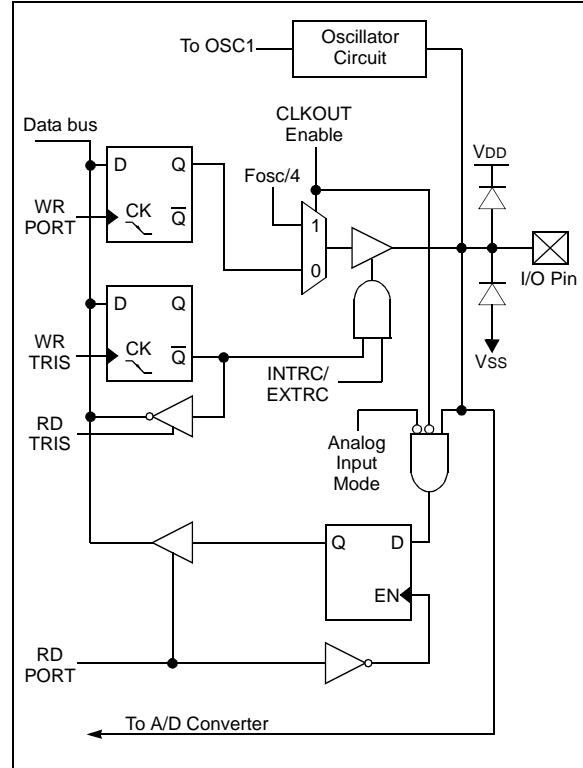 To OSC1
Oscillator
Circuit
Data bus
CLKOUT
Enable
VDD
D
Q
Fosc/4
WR
PORT
CK
Q
1
0
I/O Pin
D
Q
WR
TRIS
CK
Q
VSS
INTRC/
EXTRC
RD
TRIS
Analog
Input
Mode
Q
D
EN
RD
PORT
To A/D Converter